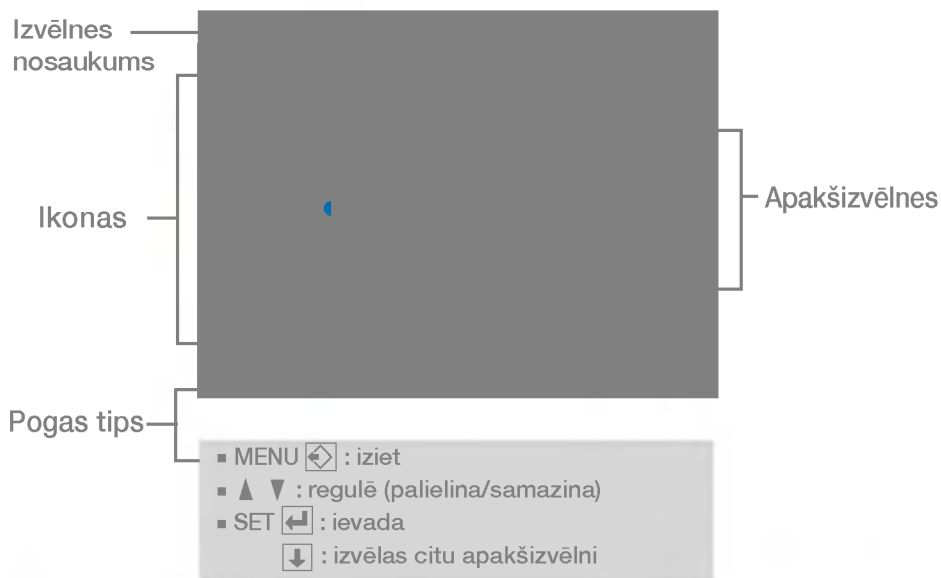 Izvēlnes
nosaukums
Ikonas
Apakšizvēlnes
Pogas tips
▪ MENU : iziet
▪ ▲ ▼ : regulē (palielina/samazina)
▪ SET : ievada
: izvēlas citu apakšizvēlni